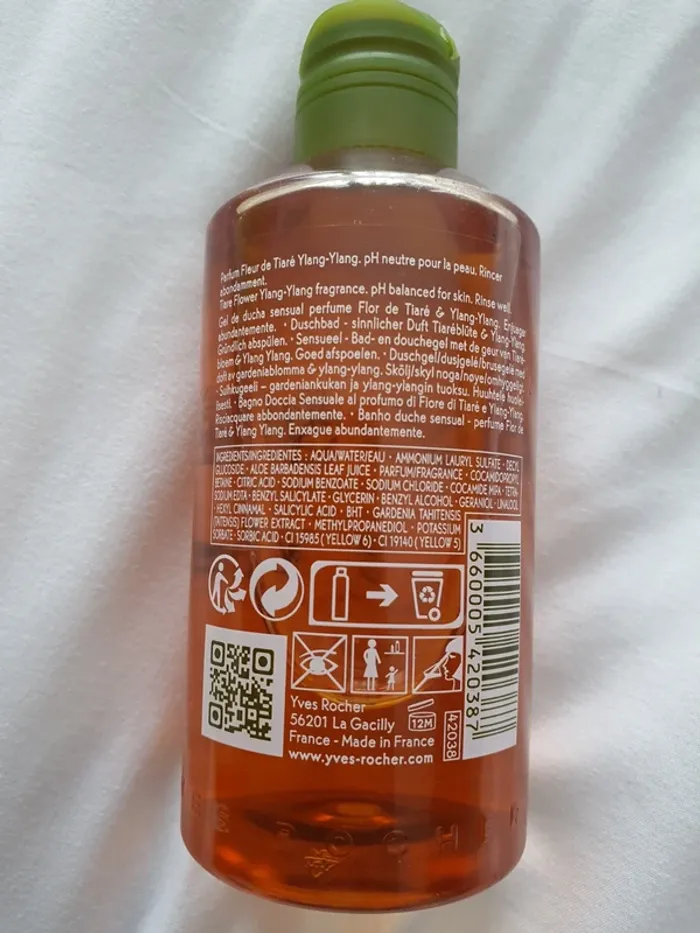 Parfum Fleur de Tiaré Ylang-Ylang. pH neutre pour la peau. Rincer
abondamment.
Tiare Flower Ylang-Ylang fragrance. pH balanced for skin. Rinse well.
Gel de ducha sensual perfume Flor de Tiaré & Ylang-Ylang. Enjuagar
abundantemente. • Duschbad - sinnlicher Duft Tiaréblüte & Ylang-Ylang.
Gründlich abspülen. • Sensueel - Bad- en douchegel met de geur van Tiaré-
bloem & Ylang Ylang. Goed afspoelen. • Duschgel/dusjgelé/brusegelé med
doft av gardeniablomma & ylang-ylang. Skölj/skyl noga/nøye/omhyggeligt.
• Suihkugeeli – gardeniankukan ja ylang-ylangin tuoksu. Huuhtele huolel-
lisesti. • Bagno Doccia Sensuale al profumo di Fiore di Tiaré e Ylang-Ylang.
Risciacquare abbondantemente. • Banho duche sensual - perfume Flor de
Tiaré & Ylang Ylang. Enxague abundantemente.
INGREDIENTS/INGREDIENTES : AQUA/WATER/EAU • AMMONIUM LAURYL SULFATE • DECYL
GLUCOSIDE • ALOE BARBADENSIS LEAF JUICE • PARFUM/FRAGRANCE • COCAMIDOPROPYL
BETAINE • CITRIC ACID • SODIUM BENZOATE • SODIUM CHLORIDE • COCAMIDE MIPA • TETRA-
SODIUM EDTA • BENZYL SALICYLATE • GLYCERIN • BENZYL ALCOHOL • GERANIOL • LINALOOL
• HEXYL CINNAMAL • SALICYLIC ACID • BHT • GARDENIA TAHITENSIS
(TAITENSIS) FLOWER EXTRACT • METHYLPROPANEDIOL • POTASSIUM
SORBATE • SORBIC ACID • CI 15985 (YELLOW 6) • CI 19140 (YELLOW 5)
3 660005 420387
Yves Rocher
56201 La Gacilly
France - Made in France
www.yves-rocher.com
12M
42038